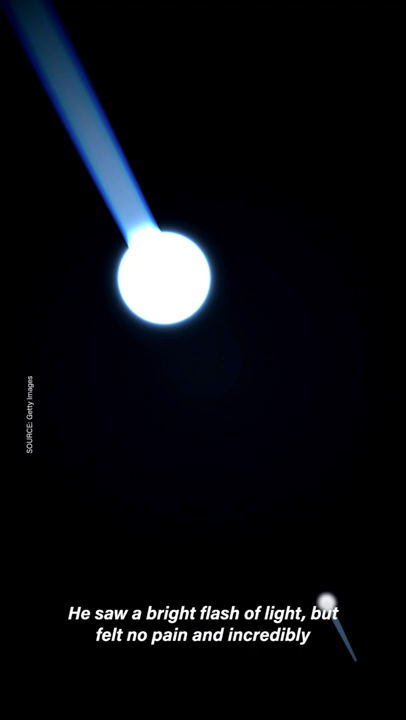 SOURCE: Getty Images
He saw a bright flash of light, but
felt no pain and incredibly